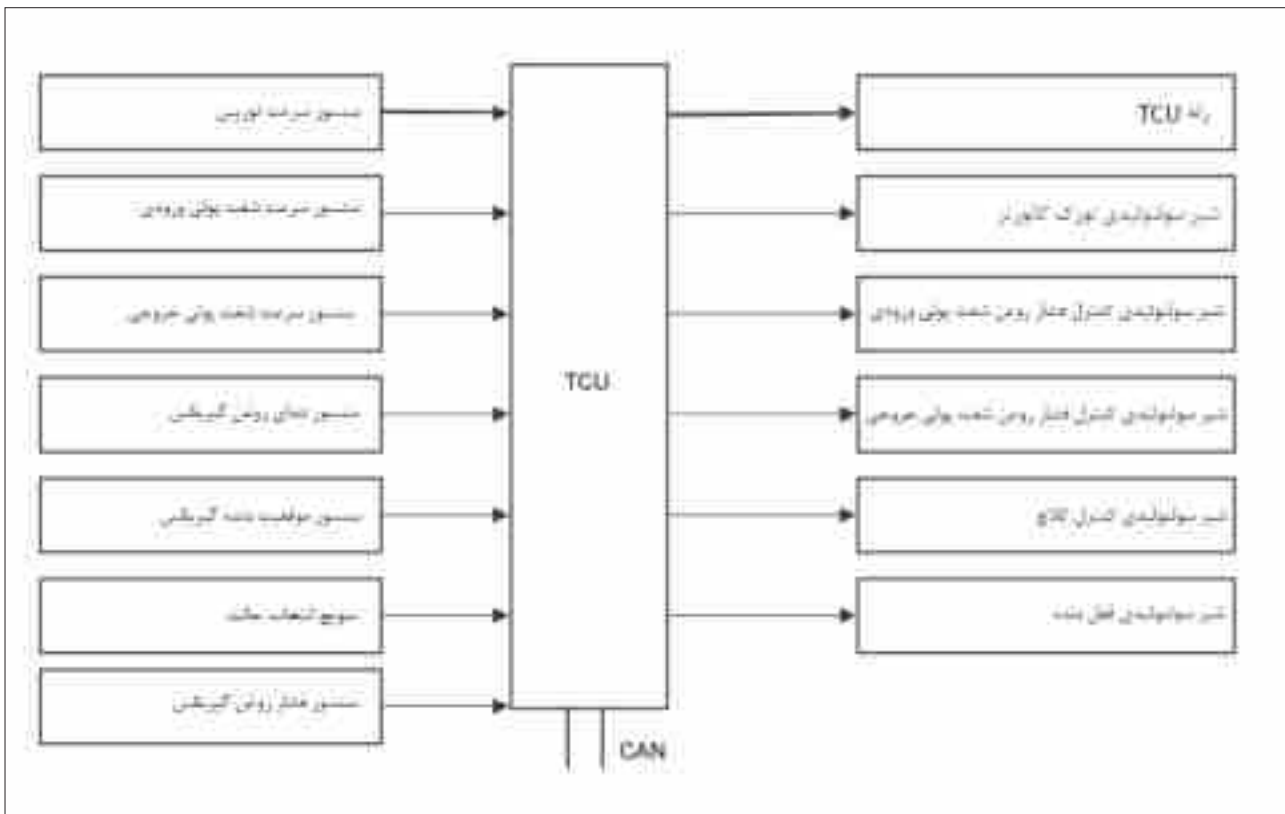 سنسور سرعت توربین
سنسور سرعت شفت پولی ورودی
سنسور سرعت شفت پولی خروجی
سنسور دمای روغن گیربکس
سنسور موقعیت دنده گیربکس
سوییچ انتخاب حالت
سنسور فشار روغن گیربکس
TCU
CAN
رله TCU
شیر سولنوئیدی تورک کانورتر
شیر سولنوئیدی کنترل فشار روغن شفت پولی ورودی
شیر سولنوئیدی کنترل فشار روغن شفت پولی خروجی
شیر سولنوئیدی کنترل کلاچ
شیر سولنوئیدی قفل دنده